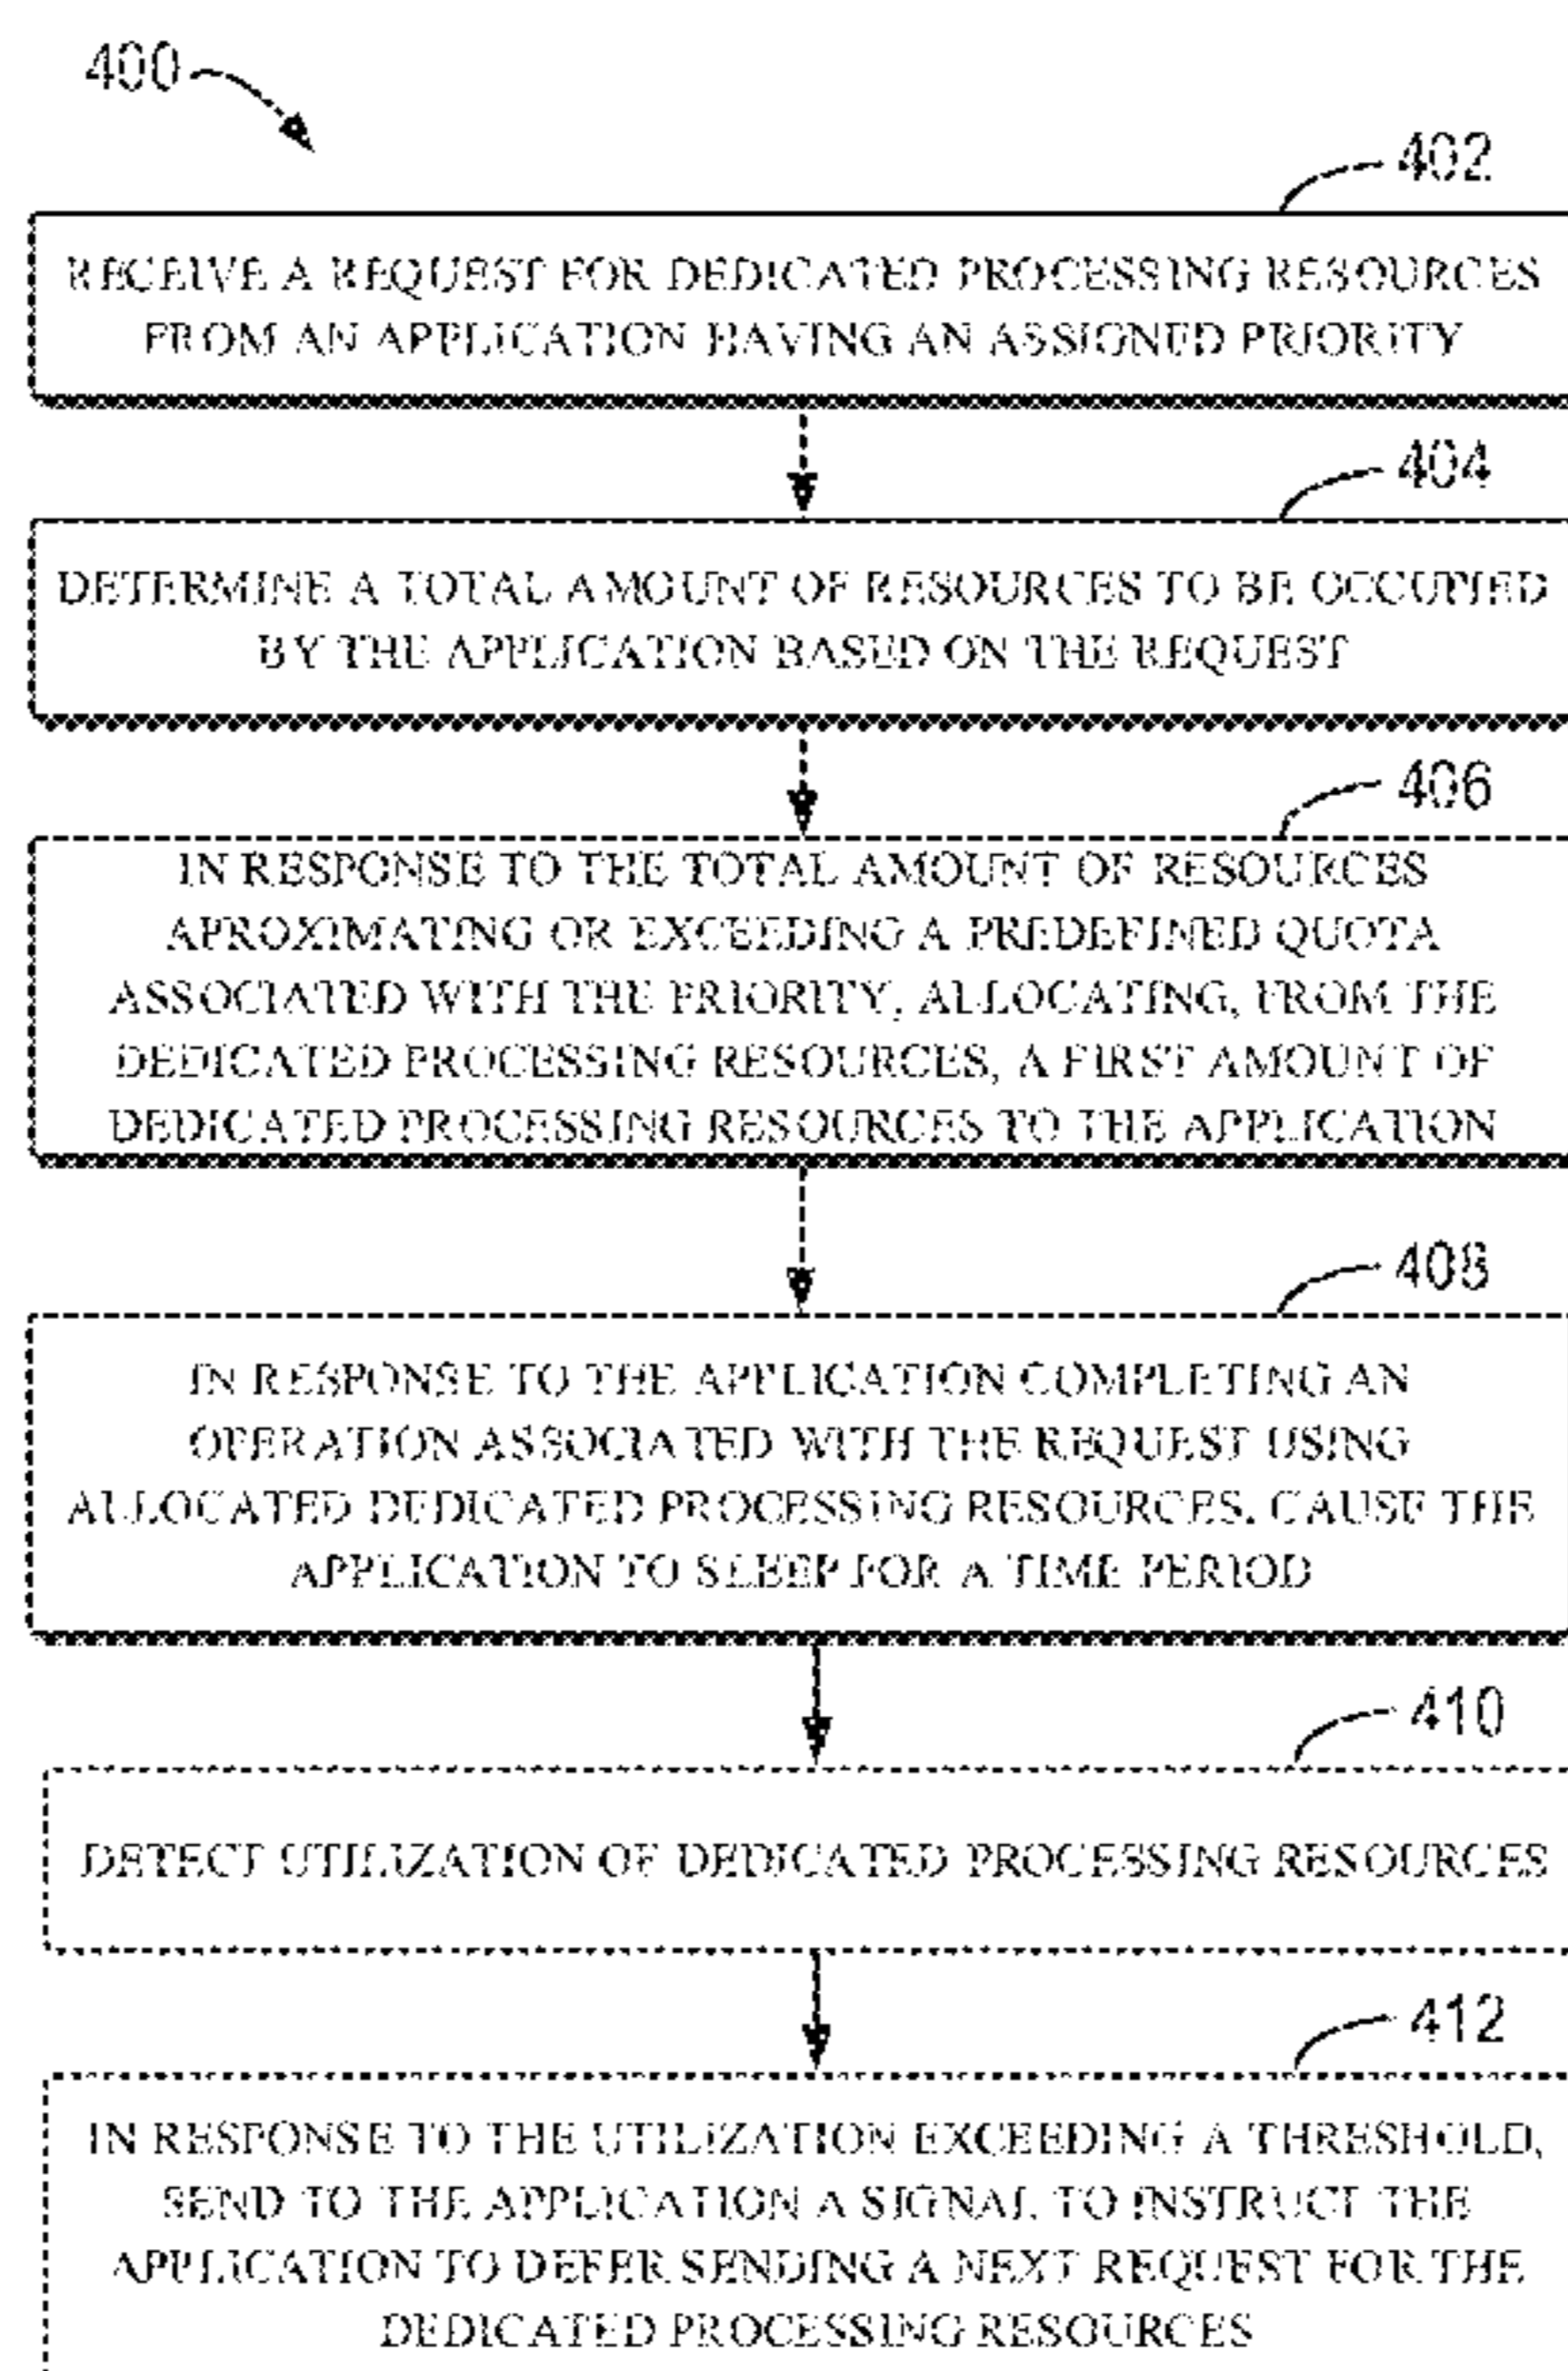 400
402
RECEIVE A REQUEST FOR DEDICATED PROCESSING RESOURCES
FROM AN APPLICATION HAVING AN ASSIGNED PRIORITY
404
DETERMINE A TOTAL AMOUNT OF RESOURCES TO BE OCCUPIED
BY THE APPLICATION BASED ON THE REQUEST
406
IN RESPONSE TO THE TOTAL AMOUNT OF RESOURCES
APROXIMATING OR EXCEEDING A PREDEFINED QUOTA
ASSOCIATED WITH THE PRIORITY, ALLOCATING, FROM THE
DEDICATED PROCESSING RESOURCES, A FIRST AMOUNT OF
DEDICATED PROCESSING RESOURCES TO THE APPLICATION
408
IN RESPONSE TO THE APPLICATION COMPLETING AN
OPERATION ASSOCIATED WITH THE REQUEST USING
ALLOCATED DEDICATED PROCESSING RESOURCES, CAUSE THE
APPLICATION TO SLEEP FOR A TIME PERIOD
410
DETECT UTILIZATION OF DEDICATED PROCESSING RESOURCES
412
IN RESPONSE TO THE UTILIZATION EXCEEDING A THRESHOLD,
SEND TO THE APPLICATION A SIGNAL TO INSTRUCT THE
APPLICATION TO DEFER SENDING A NEXT REQUEST FOR THE
DEDICATED PROCESSING RESOURCES